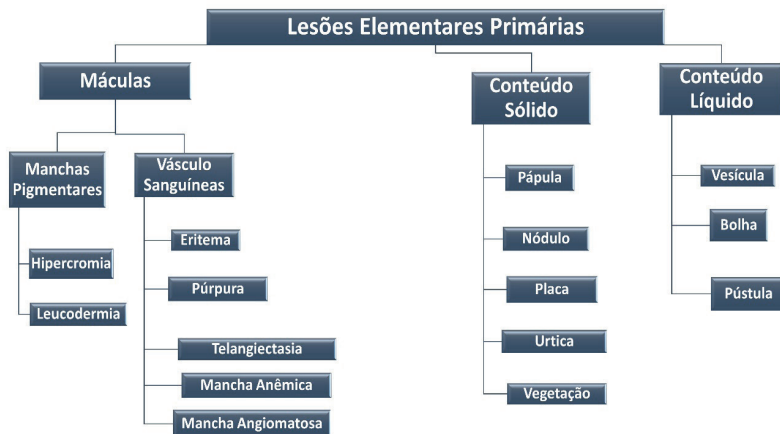 Lesões Elementares Primárias
Máculas
Manchas
Pigmentares
Hipercromia
Leucodermia
Vásculo
Sanguíneas
Eritema
Púrpura
Telangiectasia
Mancha Anêmica
Mancha Angiomatosa
Conteúdo
Sólido
Pápula
Nódulo
Placa
Urtica
Vegetação
Conteúdo
Líquido
Vesícula
Bolha
Pústula